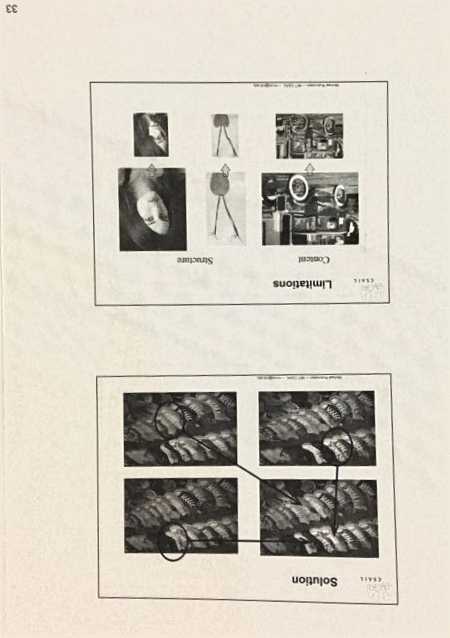 CSAIL
Solution
Michael Rubinstein — MIT CSAIL — mrub@mit.edu
CSAIL
Limitations
Content
Structure
Michael Rubinstein — MIT CSAIL — mrub@mit.edu
33